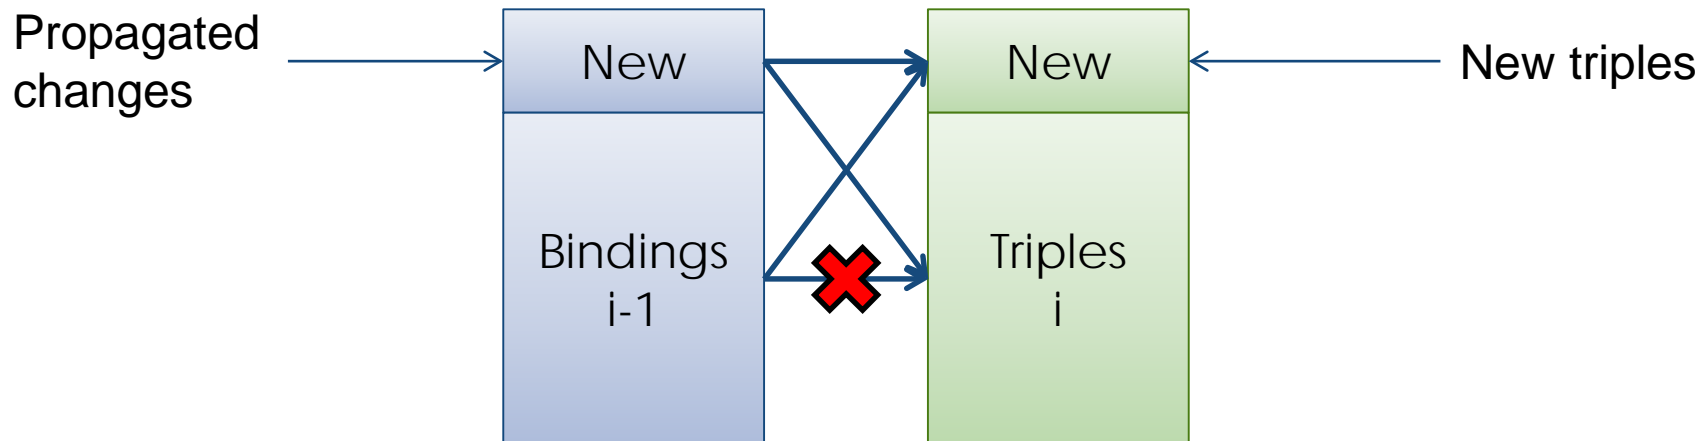 Propagated
changes
New
New
New triples
Bindings
i-1
Triples
i